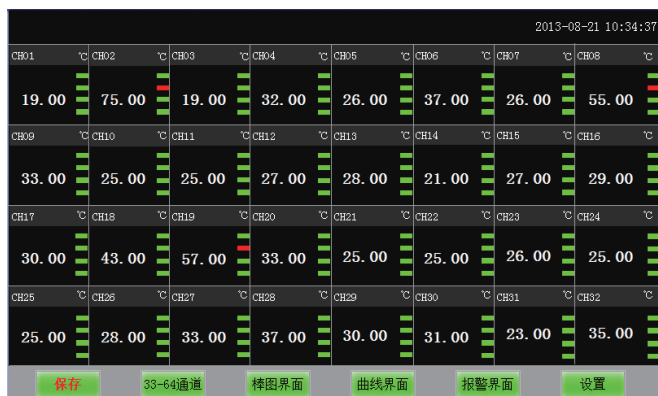 2013-08-21 10:34:37
CH01 ℃ CH02 ℃ CH03 ℃ CH04 ℃ CH05 ℃ CH06 ℃ CH07 ℃ CH08 ℃
19.00 75.00 19.00 32.00 26.00 37.00 26.00 55.00
CH09 ℃ CH10 ℃ CH11 ℃ CH12 ℃ CH13 ℃ CH14 ℃ CH15 ℃ CH16 ℃
33.00 25.00 25.00 27.00 28.00 21.00 27.00 29.00
CH17 ℃ CH18 ℃ CH19 ℃ CH20 ℃ CH21 ℃ CH22 ℃ CH23 ℃ CH24 ℃
30.00 43.00 57.00 33.00 25.00 25.00 26.00 25.00
CH25 ℃ CH26 ℃ CH27 ℃ CH28 ℃ CH29 ℃ CH30 ℃ CH31 ℃ CH32 ℃
25.00 28.00 33.00 37.00 30.00 31.00 23.00 35.00
保存 33-64通道 棒图界面 曲线界面 报警界面 设置